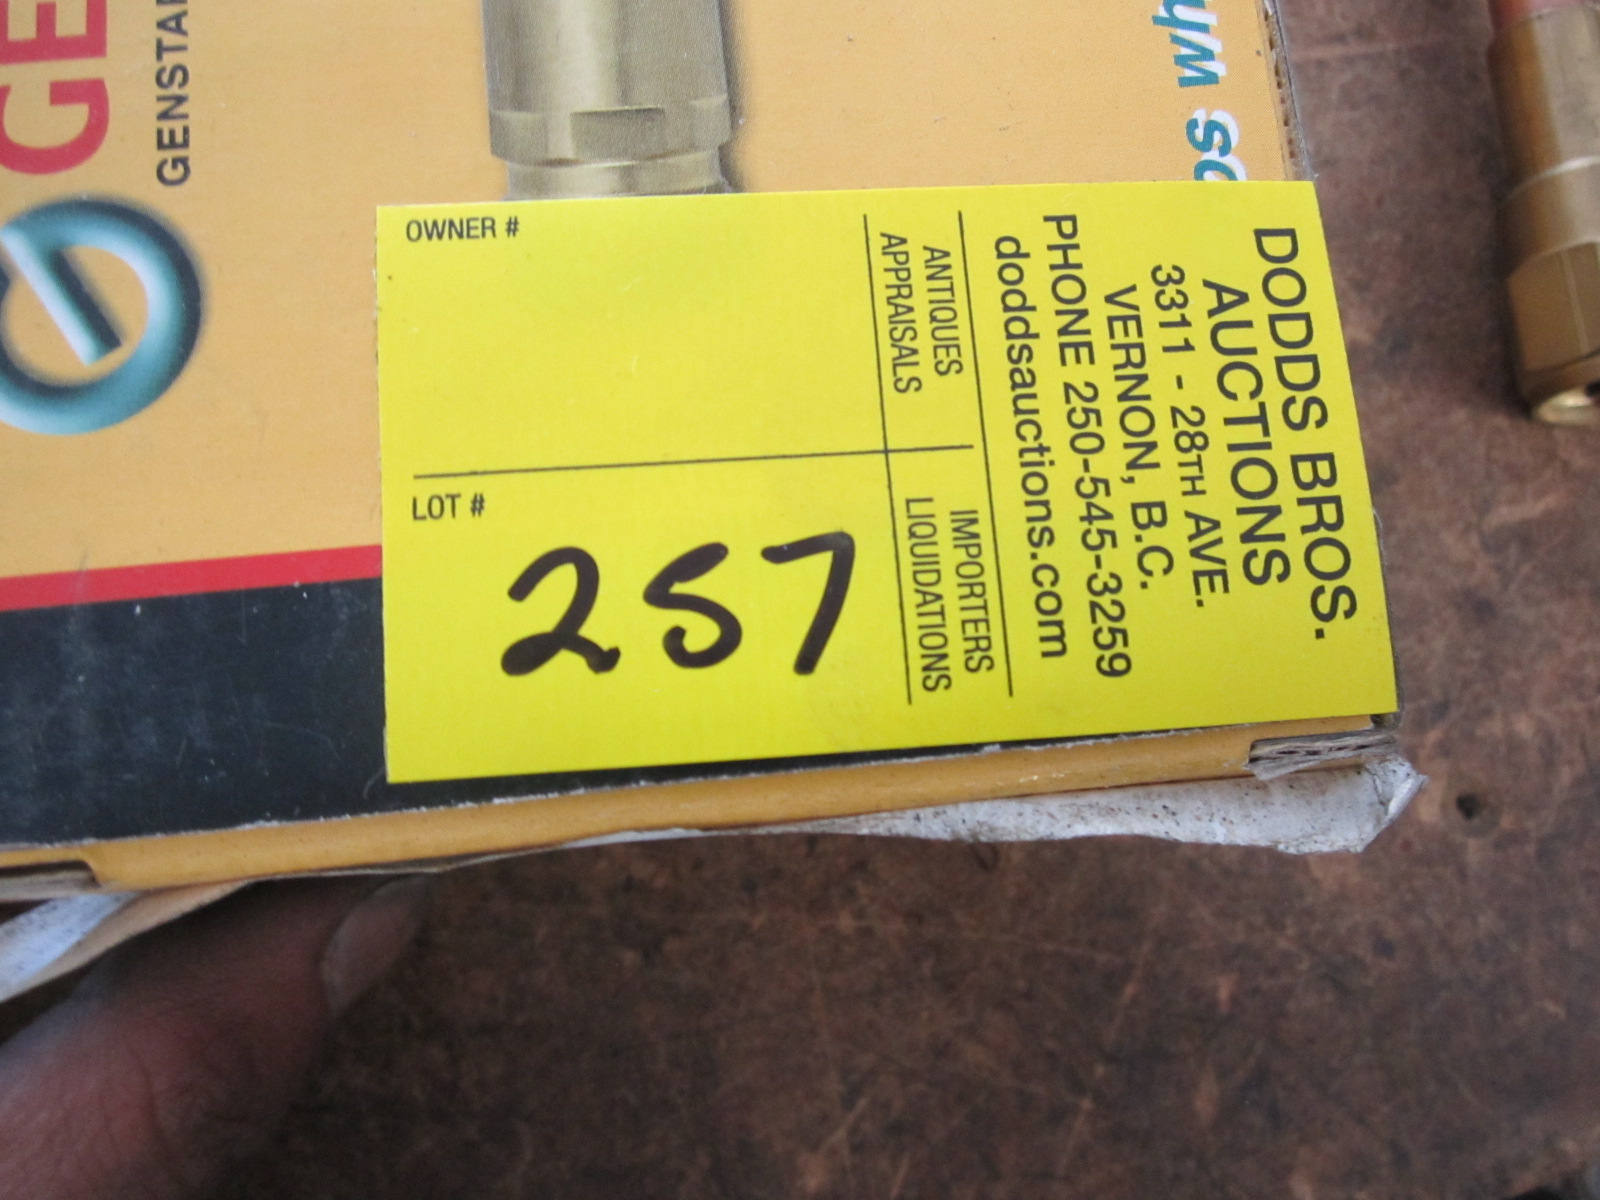 DODDS BROS.
AUCTIONS
3311 - 28TH AVE.
VERNON, B.C.
PHONE 250-545-3259
doddsauctions.com
ANTIQUES
APPRAISALS
IMPORTERS
LIQUIDATIONS
OWNER #
LOT #
257